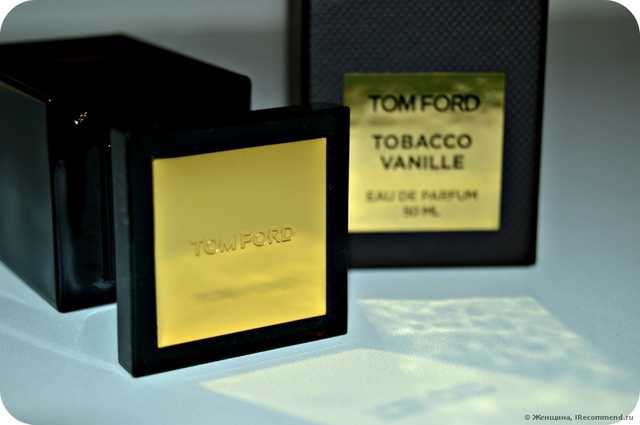 TOM FORD
TOBACCO
VANILLE
EAU DE PARFUM
50 ML
TOM FORD
© Женщина, IRecommend.ru